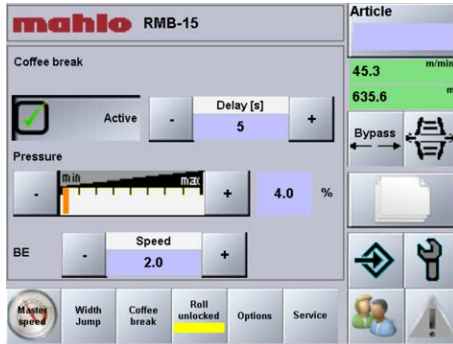 mahlo RMB-15
Article
Coffee break
45.3 m/min
635.6 m
Active
-
Delay [s]
5
+
Bypass
Pressure
-
min
max
+
4.0 %
BE
-
Speed
2.0
+
Master
speed
Width
Jump
Coffee
break
Roll
unlocked
Options
Service